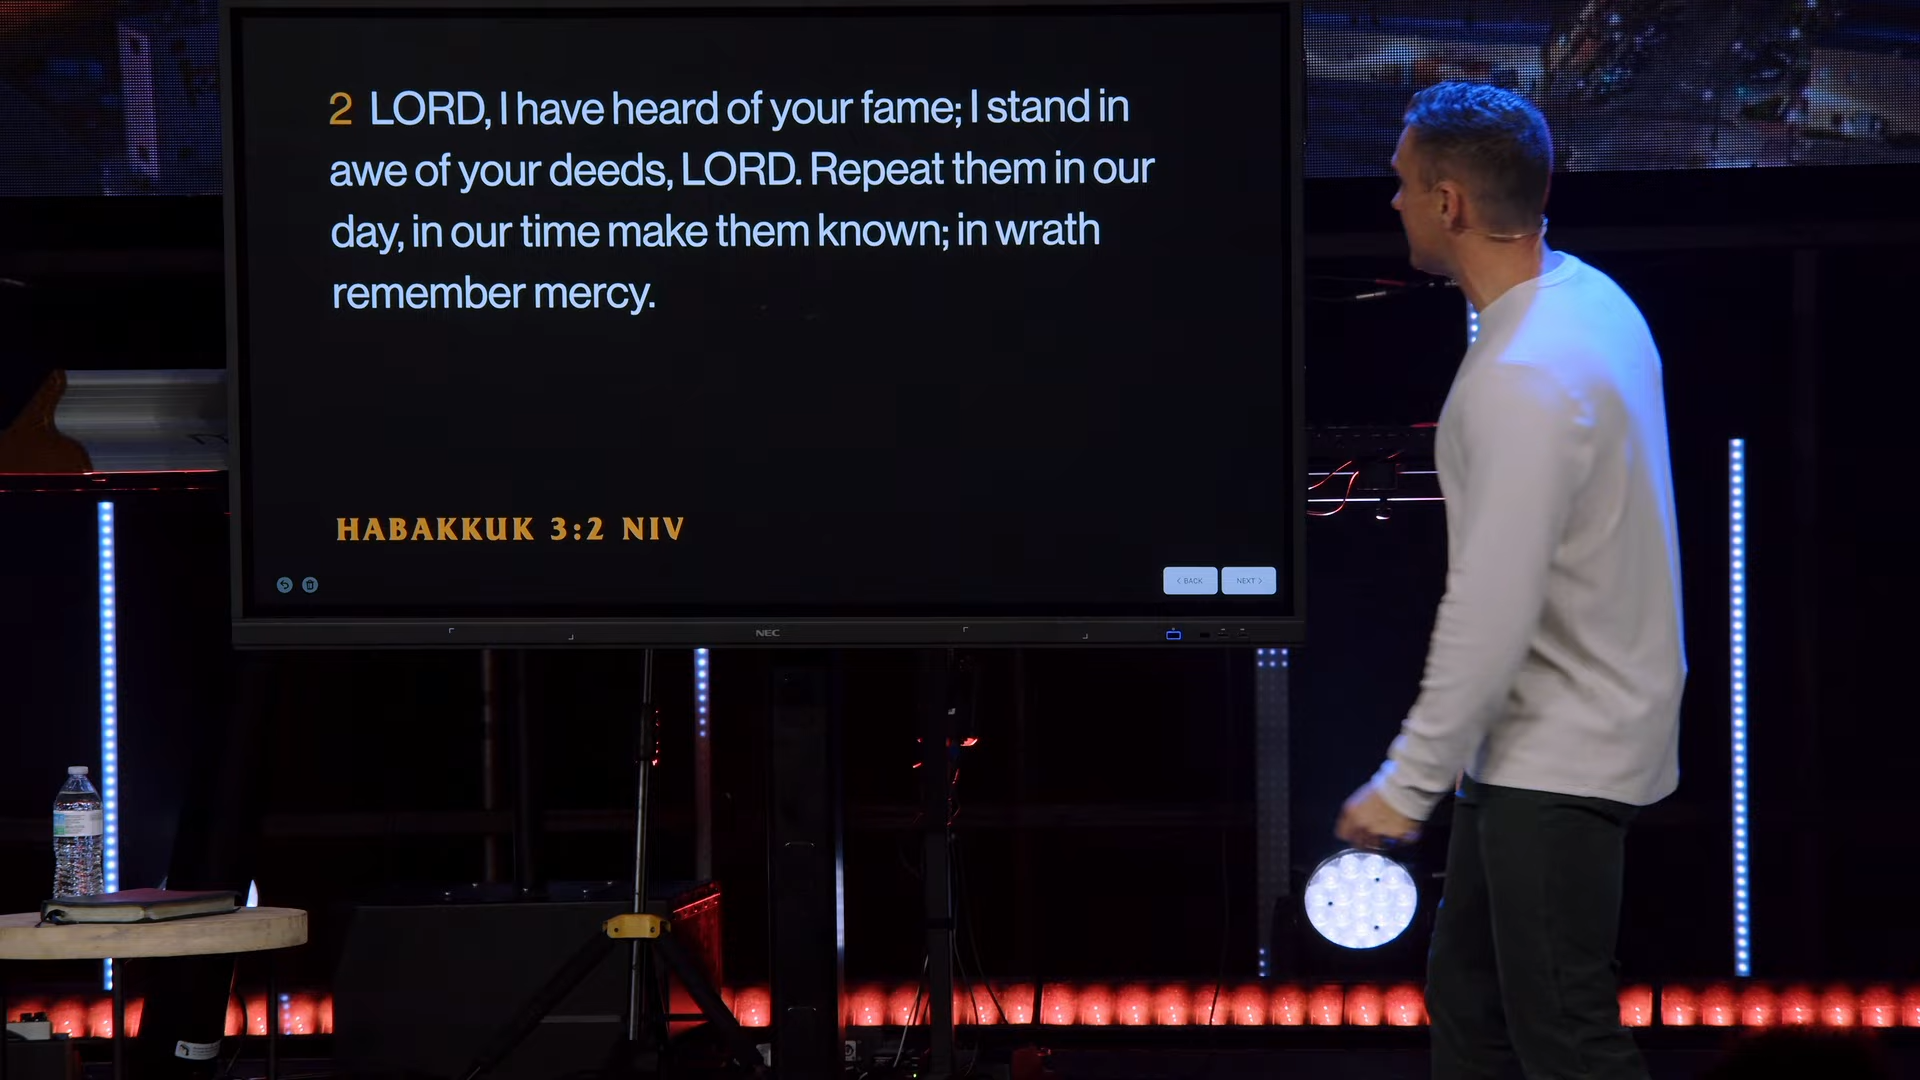 2 LORD, I have heard of your fame; I stand in
awe of your deeds, LORD. Repeat them in our
day, in our time make them known; in wrath
remember mercy.
HABAKKUK 3:2 NIV
< BACK
NEXT >
NEC